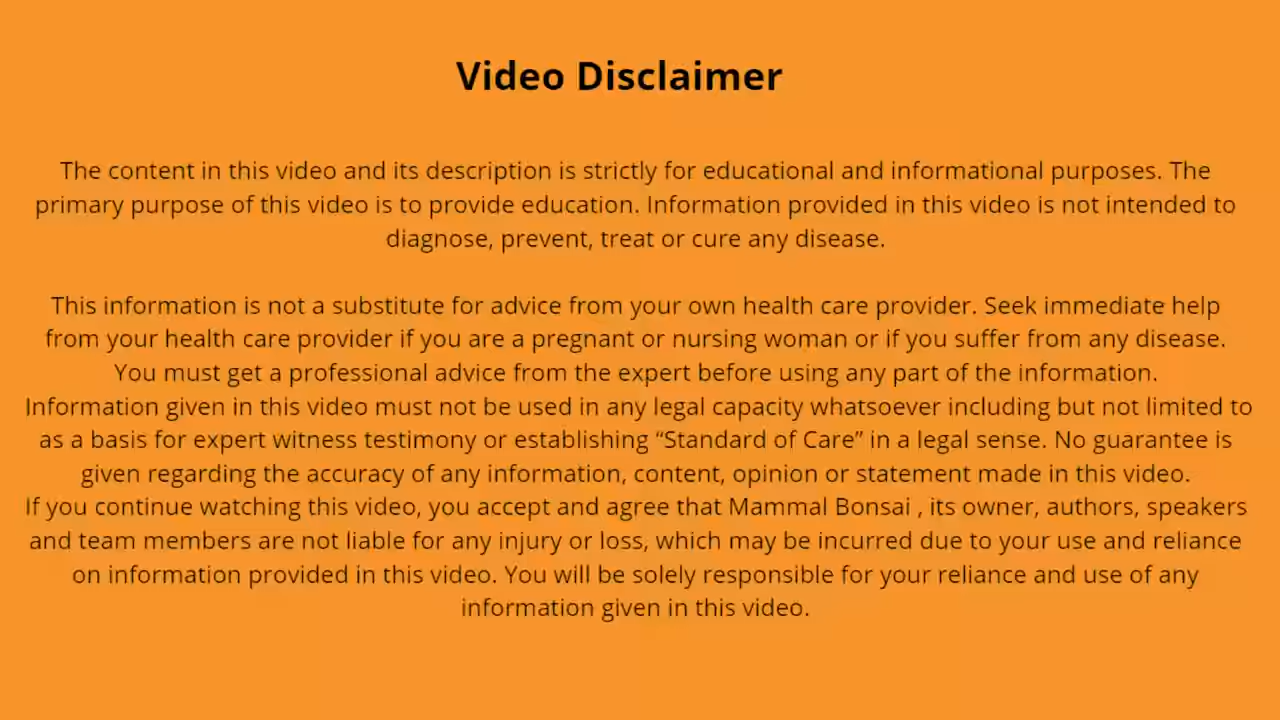 Video Disclaimer
The content in this video and its description is strictly for educational and informational purposes. The
primary purpose of this video is to provide education. Information provided in this video is not intended to
diagnose, prevent, treat or cure any disease.
This information is not a substitute for advice from your own health care provider. Seek immediate help
from your health care provider if you are a pregnant or nursing woman or if you suffer from any disease.
You must get a professional advice from the expert before using any part of the information.
Information given in this video must not be used in any legal capacity whatsoever including but not limited to
as a basis for expert witness testimony or establishing “Standard of Care” in a legal sense. No guarantee is
given regarding the accuracy of any information, content, opinion or statement made in this video.
If you continue watching this video, you accept and agree that Mammal Bonsai , its owner, authors, speakers
and team members are not liable for any injury or loss, which may be incurred due to your use and reliance
on information provided in this video. You will be solely responsible for your reliance and use of any
information given in this video.